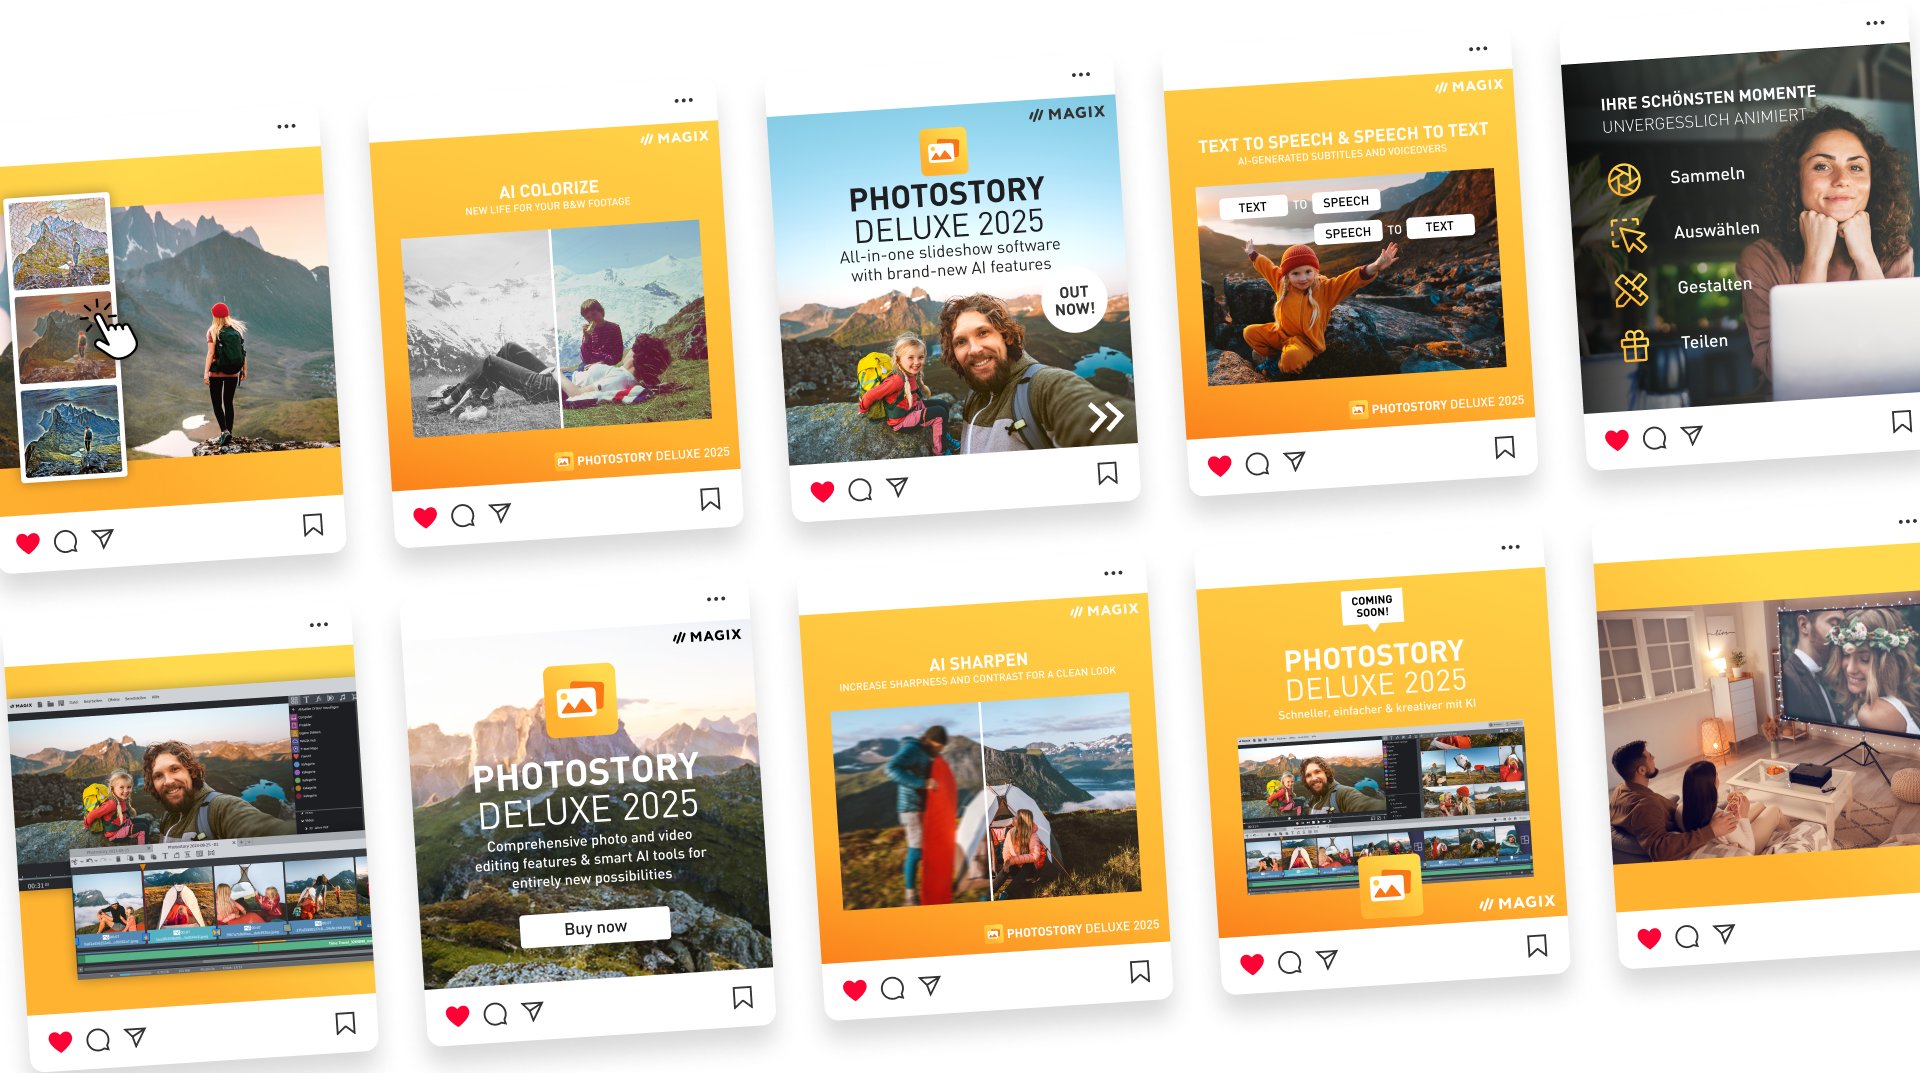 MAGIX
AI COLORIZE
NEW LIFE FOR YOUR B&W FOOTAGE
PHOTOSTORY DELUXE 2025
MAGIX
PHOTOSTORY
DELUXE 2025
All-in-one slideshow software
with brand-new AI features
OUT
NOW!
MAGIX
TEXT TO SPEECH & SPEECH TO TEXT
AI-GENERATED SUBTITLES AND VOICEOVERS
TEXT TO SPEECH
SPEECH TO TEXT
PHOTOSTORY DELUXE 2025
IHRE SCHÖNSTEN MOMENTE
UNVERGESSLICH ANIMIERT
Sammeln
Auswählen
Gestalten
Teilen
MAGIX
00:31
MAGIX
PHOTOSTORY
DELUXE 2025
Comprehensive photo and video
editing features & smart AI tools for
entirely new possibilities
Buy now
MAGIX
AI SHARPEN
INCREASE SHARPNESS AND CONTRAST FOR A CLEAN LOOK
PHOTOSTORY DELUXE 2025
COMING
SOON!
PHOTOSTORY
DELUXE 2025
Schneller, einfacher & kreativer mit KI
MAGIX